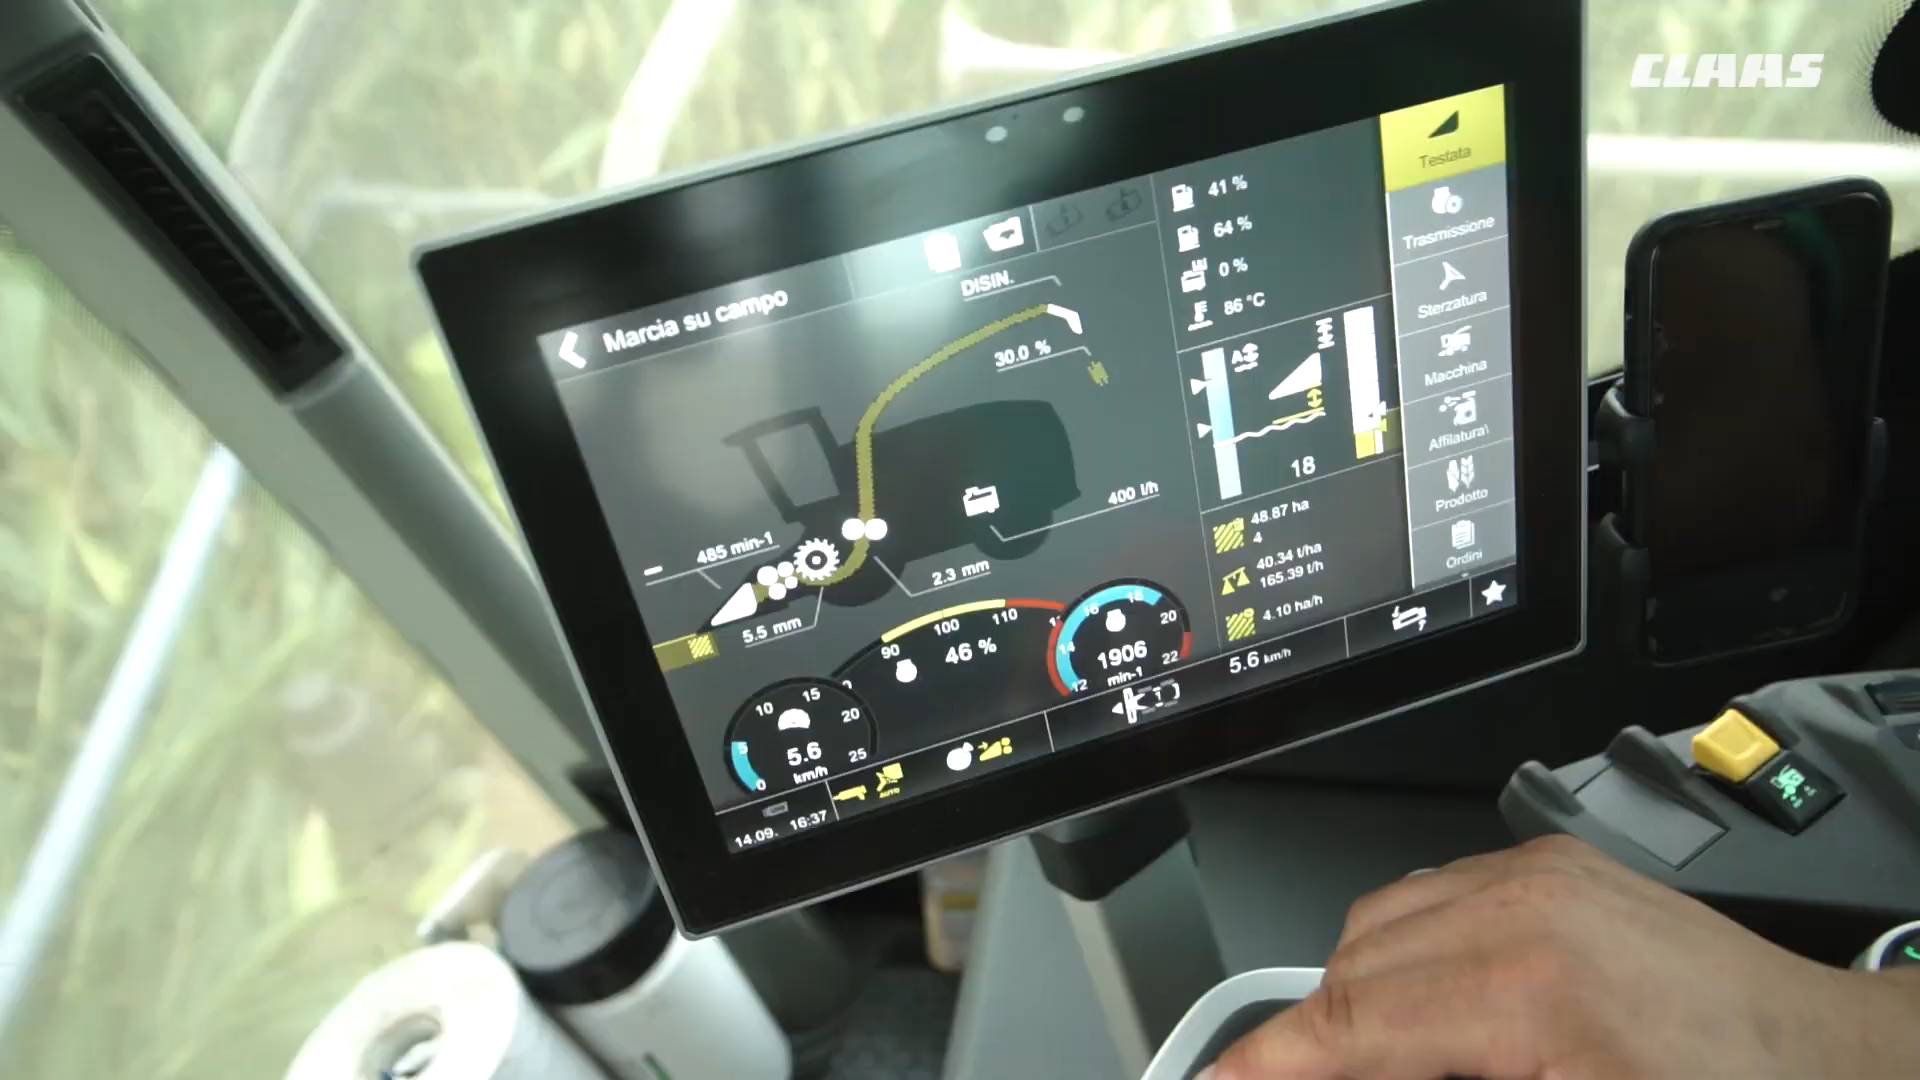 CLAAS
Marcia su campo
DISIN.
30.0 %
485 min-1
400 l/h
2.3 mm
5.5 mm
90 100 110
46 %
0 5 10 15 20 25
5.6
km/h
12 14 16 18 20 22
1906
min-1
14.09. 16:37
AUTO
5.6 km/h
7
41 %
64 %
0 %
86 °C
A
18
48.87 ha
4
40.34 t/ha
165.39 t/h
4.10 ha/h
Testata
Trasmissione
Sterzatura
Macchina
Affilatura\
Prodotto
Ordini